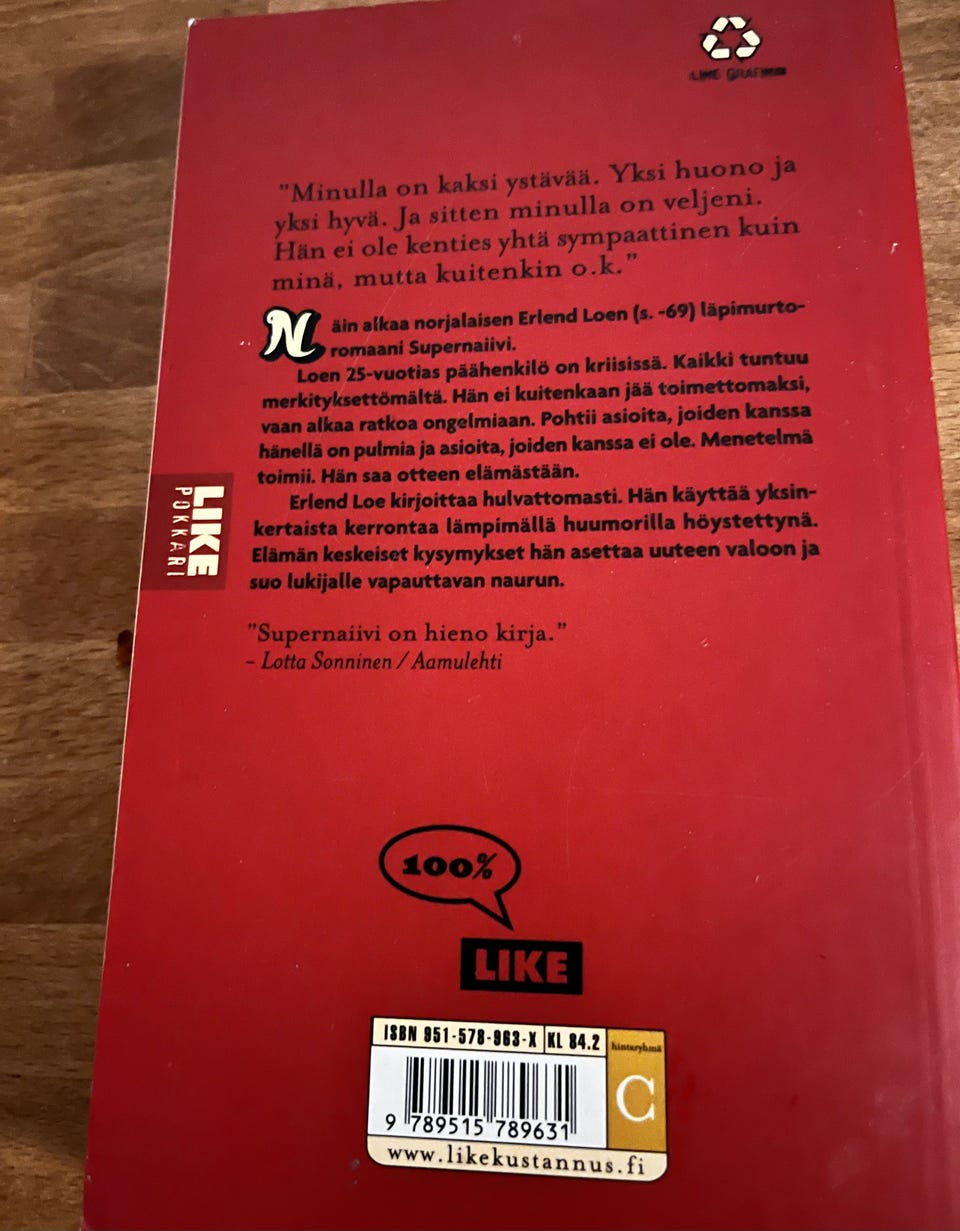 LIKE GRAFIIKKA
"Minulla on kaksi ystävää. Yksi huono ja
yksi hyvä. Ja sitten minulla on veljeni.
Hän ei ole kenties yhtä sympaattinen kuin
minä, mutta kuitenkin o.k."
Näin alkaa norjalaisen Erlend Loen (s. -69) läpimurto-
romaani Supernaiivi.
Loen 25-vuotias päähenkilö on kriisissä. Kaikki tuntuu
merkityksettömältä. Hän ei kuitenkaan jää toimettomaksi,
vaan alkaa ratkoa ongelmiaan. Pohtii asioita, joiden kanssa
hänellä on pulmia ja asioita, joiden kanssa ei ole. Menetelmä
toimii. Hän saa otteen elämästään.
Erlend Loe kirjoittaa hulvattomasti. Hän käyttää yksin-
kertaista kerrontaa lämpimällä huumorilla höystettynä.
Elämän keskeiset kysymykset hän asettaa uuteen valoon ja
suo lukijalle vapauttavan naurun.
LIKE
POKKARI
"Supernaiivi on hieno kirja."
– Lotta Sonninen / Aamulehti
100%
LIKE
ISBN 951-578-963-X KL 84.2
hintaryhmä
C
9 789515 789631
www.likekustannus.fi